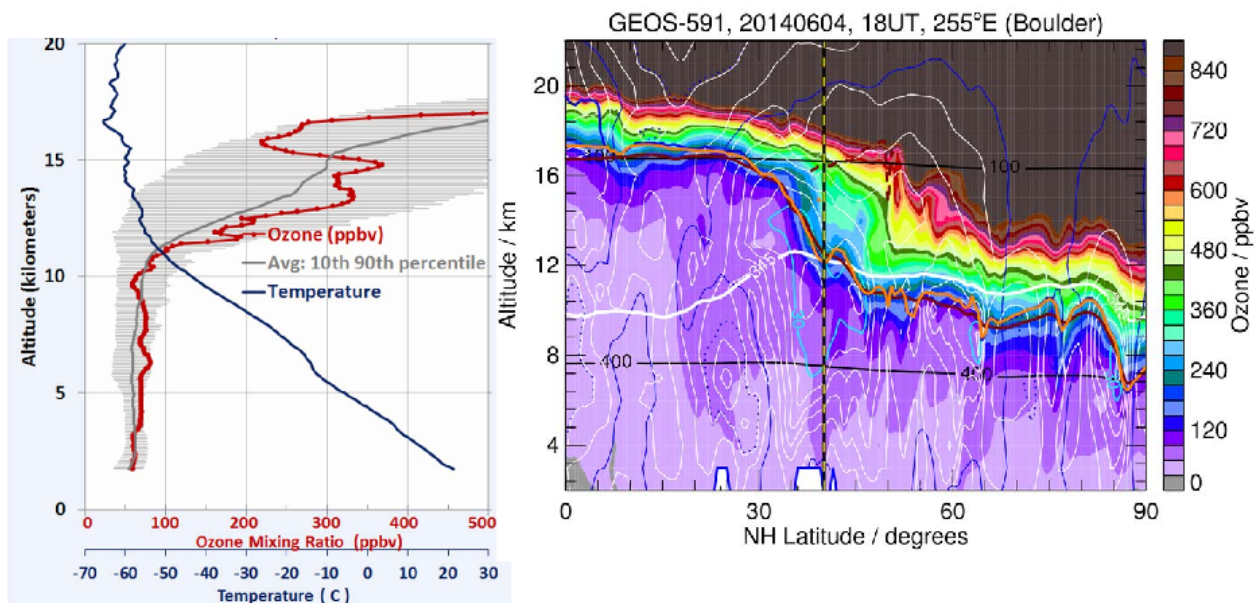 GEOS-591, 20140604, 18UT, 255°E (Boulder)
20
15
10
5
0
Altitude (kilometers)
Ozone (ppbv)
Avg: 10th 90th percentile
Temperature
0 100 200 300 400 500
Ozone Mixing Ratio (ppbv)
-70 -60 -50 -40 -30 -20 -10 0 10 20 30
Temperature ( C )
20
16
12
8
4
Altitude / km
100
345
400
0 30 60 90
NH Latitude / degrees
840
720
600
480
360
240
120
0
Ozone / ppbv